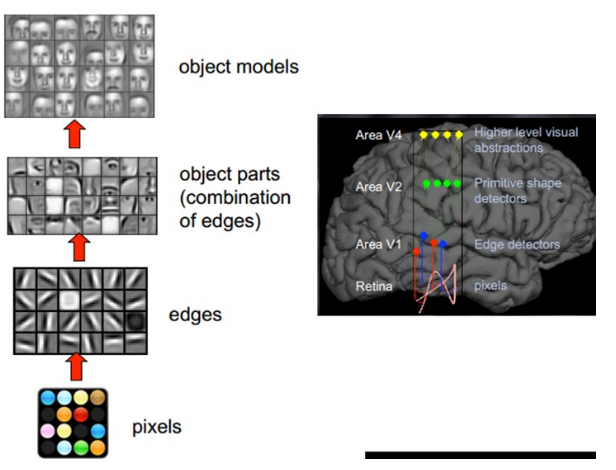 object models
object parts
(combination
of edges)
edges
pixels
Area V4
Higher level visual
abstractions
Area V2
Primitive shape
detectors
Area V1
Edge detectors
Retina
pixels